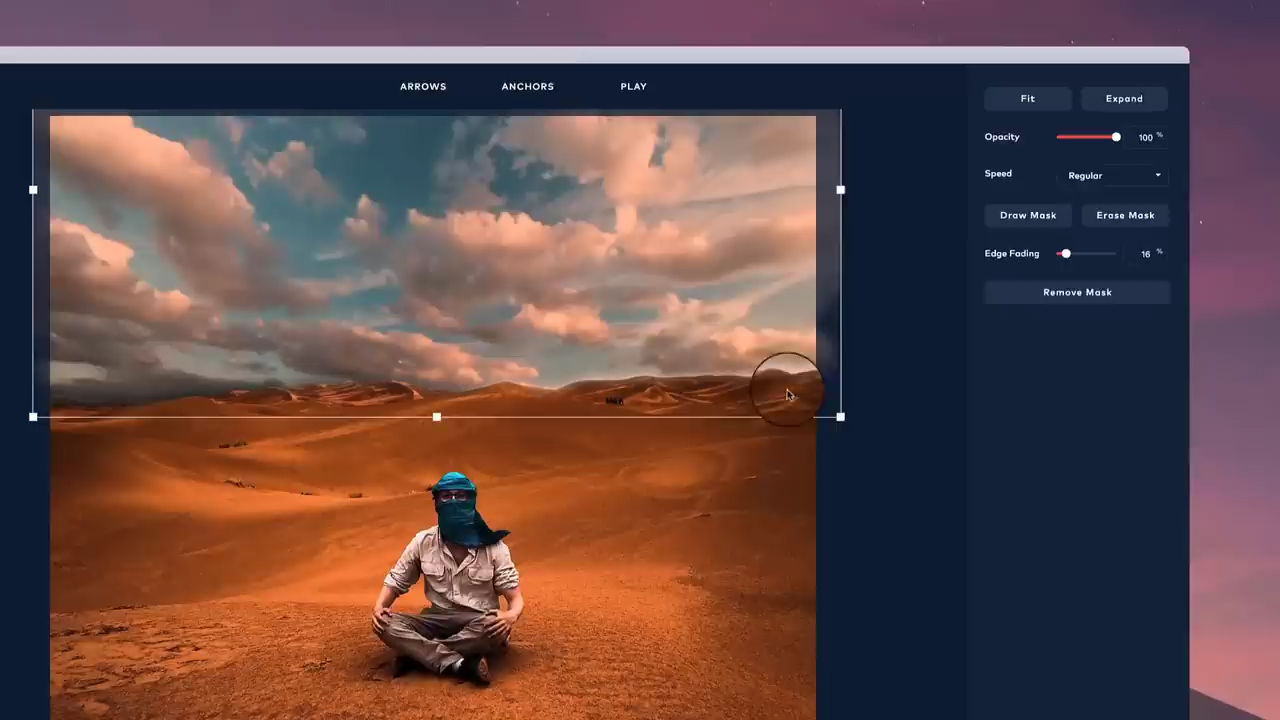 ARROWS ANCHORS PLAY
Fit Expand
Opacity 100 %
Speed Regular
Draw Mask Erase Mask
Edge Fading 16 %
Remove Mask